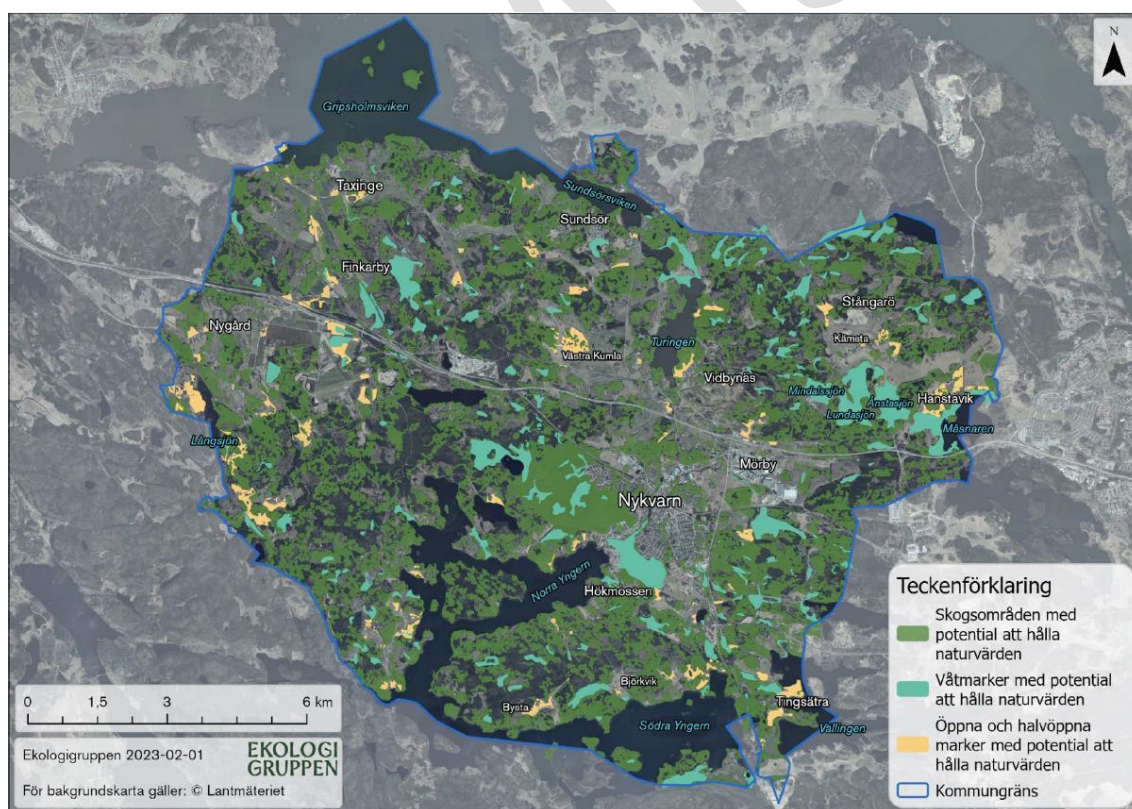 N
Gripsholmsviken
Taxinge
Sundsörsviken
Sundsör
Finkarby
Stångarö
Nygård
Turingen
Kämsta
Västra Kumla
Vidbynäs
Mindalssjön
Ånstasjön
Hanstavik
Lundasjön
Måsnaren
Långsjön
Mörby
Nykvarn
Norra Yngern
Hökmossen
Björkvik
Bysta
Tingsätra
Södra Yngern
Vällingen
Teckenförklaring
Skogsområden med
potential att hålla
naturvärden
Våtmarker med potential
att hålla naturvärden
Öppna och halvöppna
marker med potential att
hålla naturvärden
Kommungräns
0 1,5 3 6 km
Ekologigruppen 2023-02-01
EKOLOGI
GRUPPEN
För bakgrundskarta gäller: © Lantmäteriet